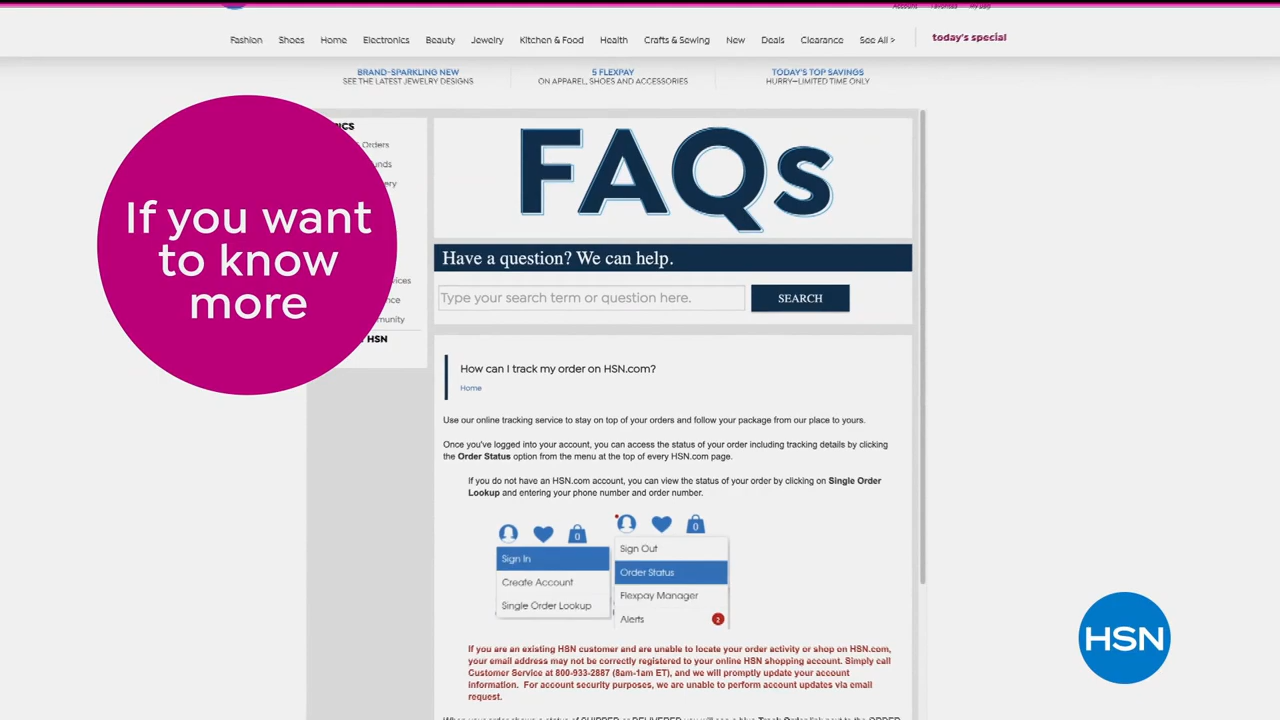 Account Favorites My Bag
Fashion Shoes Home Electronics Beauty Jewelry Kitchen & Food Health Crafts & Sewing New Deals Clearance See All > today's special
BRAND-SPARKLING NEW
SEE THE LATEST JEWELRY DESIGNS
5 FLEXPAY
ON APPAREL, SHOES AND ACCESSORIES
TODAY'S TOP SAVINGS
HURRY—LIMITED TIME ONLY
If you want
to know
more
Orders
HSN
FAQs
Have a question? We can help.
Type your search term or question here.
SEARCH
How can I track my order on HSN.com?
Home
Use our online tracking service to stay on top of your orders and follow your package from our place to yours.
Once you've logged into your account, you can access the status of your order including tracking details by clicking
the Order Status option from the menu at the top of every HSN.com page.
If you do not have an HSN.com account, you can view the status of your order by clicking on Single Order
Lookup and entering your phone number and order number.
0
Sign In
Create Account
Single Order Lookup
0
Sign Out
Order Status
Flexpay Manager
Alerts 2
If you are an existing HSN customer and are unable to locate your order activity or shop on HSN.com,
your email address may not be correctly registered to your online HSN shopping account. Simply call
Customer Service at 800-933-2887 (8am-1am ET), and we will promptly update your account
information. For account security purposes, we are unable to perform account updates via email
request.
HSN